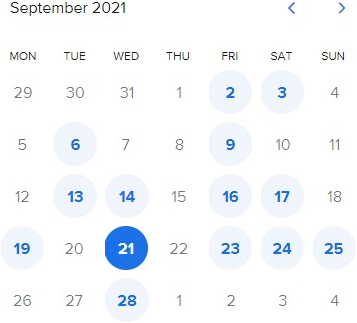 September 2021
MON TUE WED THU FRI SAT SUN
29 30 31 1 2 3 4
5 6 7 8 9 10 11
12 13 14 15 16 17 18
19 20 21 22 23 24 25
26 27 28 1 2 3 4